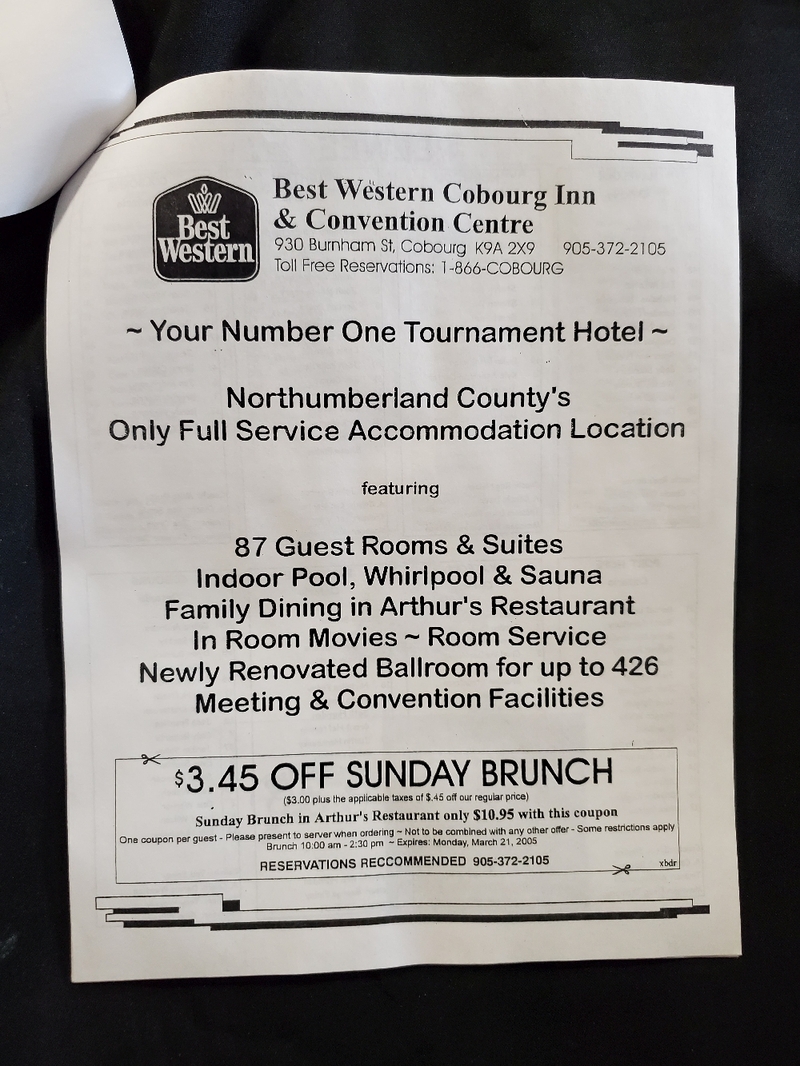 Best
Western
Best Western Cobourg Inn
& Convention Centre
930 Burnham St, Cobourg K9A 2X9 905-372-2105
Toll Free Reservations: 1-866-COBOURG
~ Your Number One Tournament Hotel ~
Northumberland County's
Only Full Service Accommodation Location
featuring
87 Guest Rooms & Suites
Indoor Pool, Whirlpool & Sauna
Family Dining in Arthur's Restaurant
In Room Movies ~ Room Service
Newly Renovated Ballroom for up to 426
Meeting & Convention Facilities
$3.45 OFF SUNDAY BRUNCH
($3.00 plus the applicable taxes of $.45 off our regular price)
Sunday Brunch in Arthur's Restaurant only $10.95 with this coupon
One coupon per guest - Please present to server when ordering ~ Not to be combined with any other offer - Some restrictions apply
Brunch 10:00 am - 2:30 pm ~ Expires: Monday, March 21, 2005
RESERVATIONS RECCOMMENDED 905-372-2105
xbdr